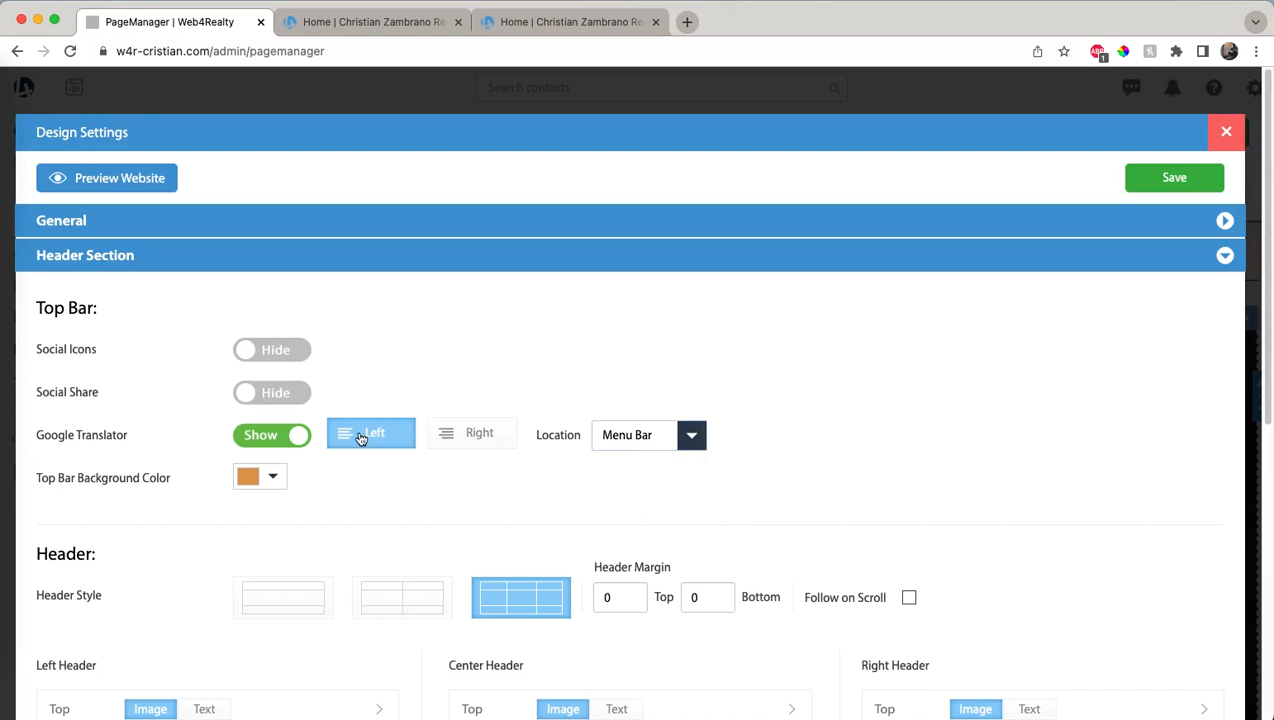 PageManager | Web4Realty
Home | Christian Zambrano Re
Home | Christian Zambrano Re
w4r-cristian.com/admin/pagemanager
1
Search contacts
Design Settings
Preview Website
Save
General
Header Section
Top Bar:
Social Icons
Hide
Social Share
Hide
Google Translator
Show
Left
Right
Location
Menu Bar
Top Bar Background Color
Header:
Header Margin
Header Style
0
Top
0
Bottom
Follow on Scroll
Left Header
Center Header
Right Header
Top
Image
Text
Top
Image
Text
Top
Image
Text